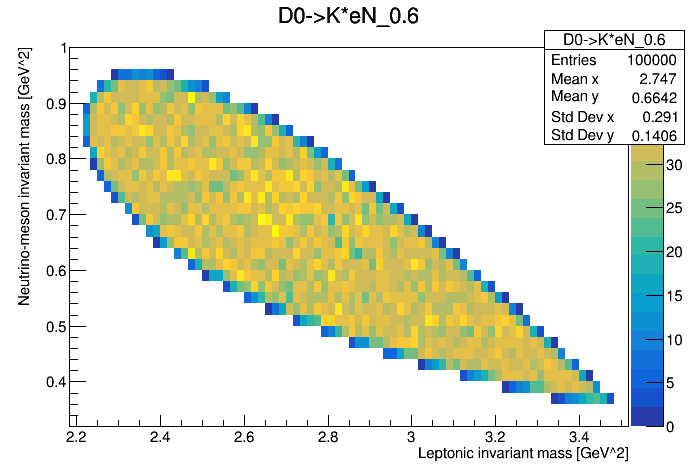 D0->K*eN_0.6
D0->K*eN_0.6
Entries 100000
Mean x 2.747
Mean y 0.6642
Std Dev x 0.291
Std Dev y 0.1406
Neutrino-meson invariant mass [GeV^2]
1
0.9
0.8
0.7
0.6
0.5
0.4
30
25
20
15
10
5
0
2.2 2.4 2.6 2.8 3 3.2 3.4
Leptonic invariant mass [GeV^2]